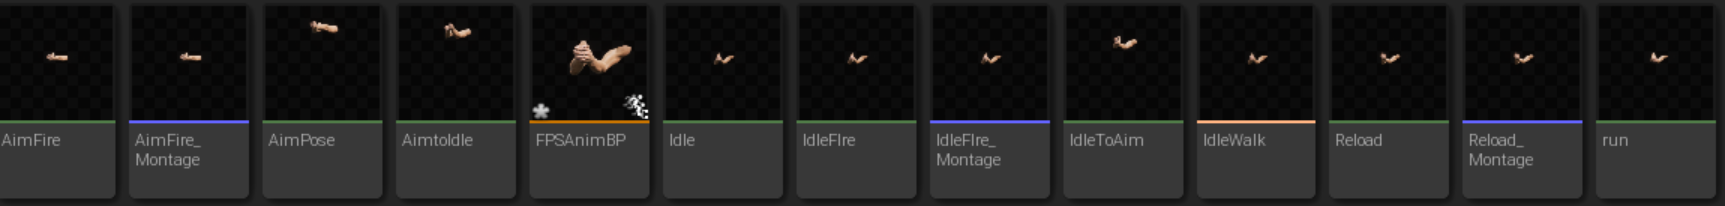 AimFire
AimFire_
Montage
AimPose
AimtoIdle
FPSAnimBP
Idle
IdleFIre
IdleFIre_
Montage
IdleToAim
IdleWalk
Reload
Reload_
Montage
run